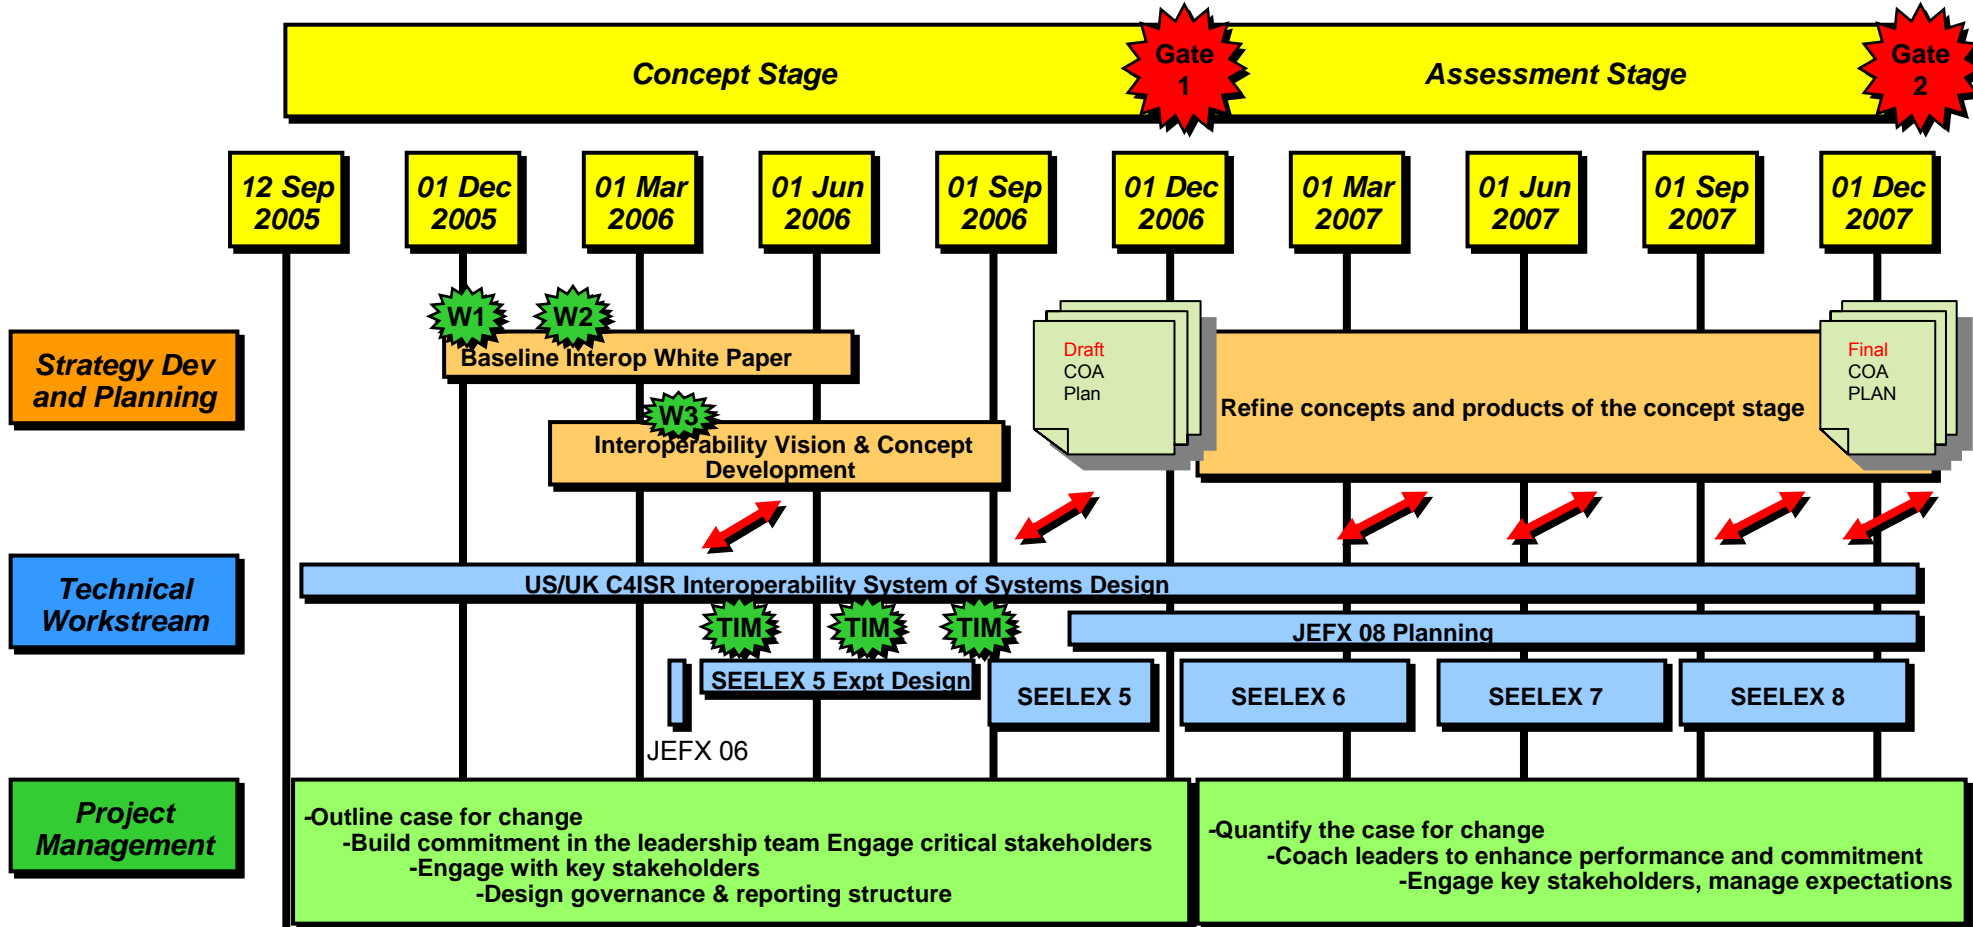 Concept Stage
Gate
1
Assessment Stage
Gate
2
12 Sep
2005
01 Dec
2005
01 Mar
2006
01 Jun
2006
01 Sep
2006
01 Dec
2006
01 Mar
2007
01 Jun
2007
01 Sep
2007
01 Dec
2007
Strategy Dev
and Planning
W1
W2
Baseline Interop White Paper
W3
Interoperability Vision & Concept
Development
Draft
COA
Plan
Refine concepts and products of the concept stage
Final
COA
PLAN
Technical
Workstream
US/UK C4ISR Interoperability System of Systems Design
TIM
TIM
TIM
JEFX 08 Planning
SEELEX 5 Expt Design
SEELEX 5
SEELEX 6
SEELEX 7
SEELEX 8
JEFX 06
Project
Management
-Outline case for change
-Build commitment in the leadership team Engage critical stakeholders
-Engage with key stakeholders
-Design governance & reporting structure
-Quantify the case for change
-Coach leaders to enhance performance and commitment
-Engage key stakeholders, manage expectations